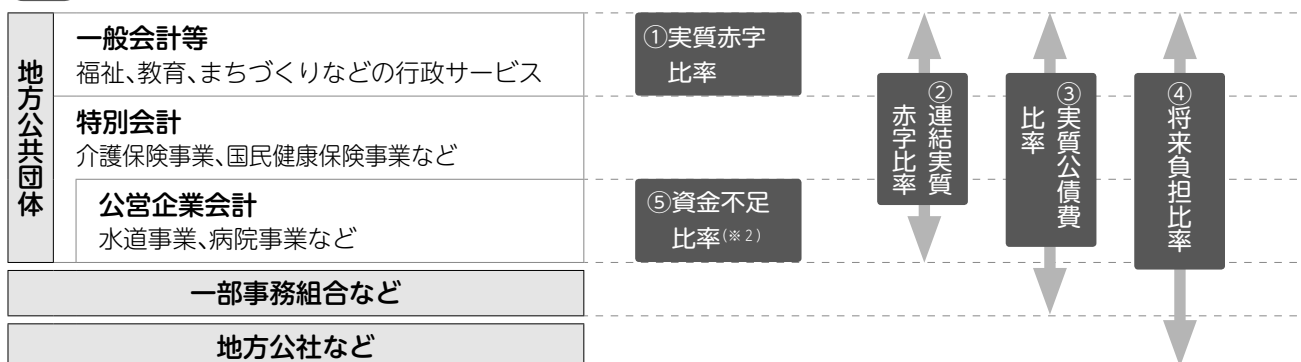 地方公共団体
一般会計等
福祉、教育、まちづくりなどの行政サービス
特別会計
介護保険事業、国民健康保険事業など
公営企業会計
水道事業、病院事業など
一部事務組合など
地方公社など
①実質赤字
比率
⑤資金不足
比率(※2)
②連結実質
赤字比率
③実質公債費
比率
④将来負担比率